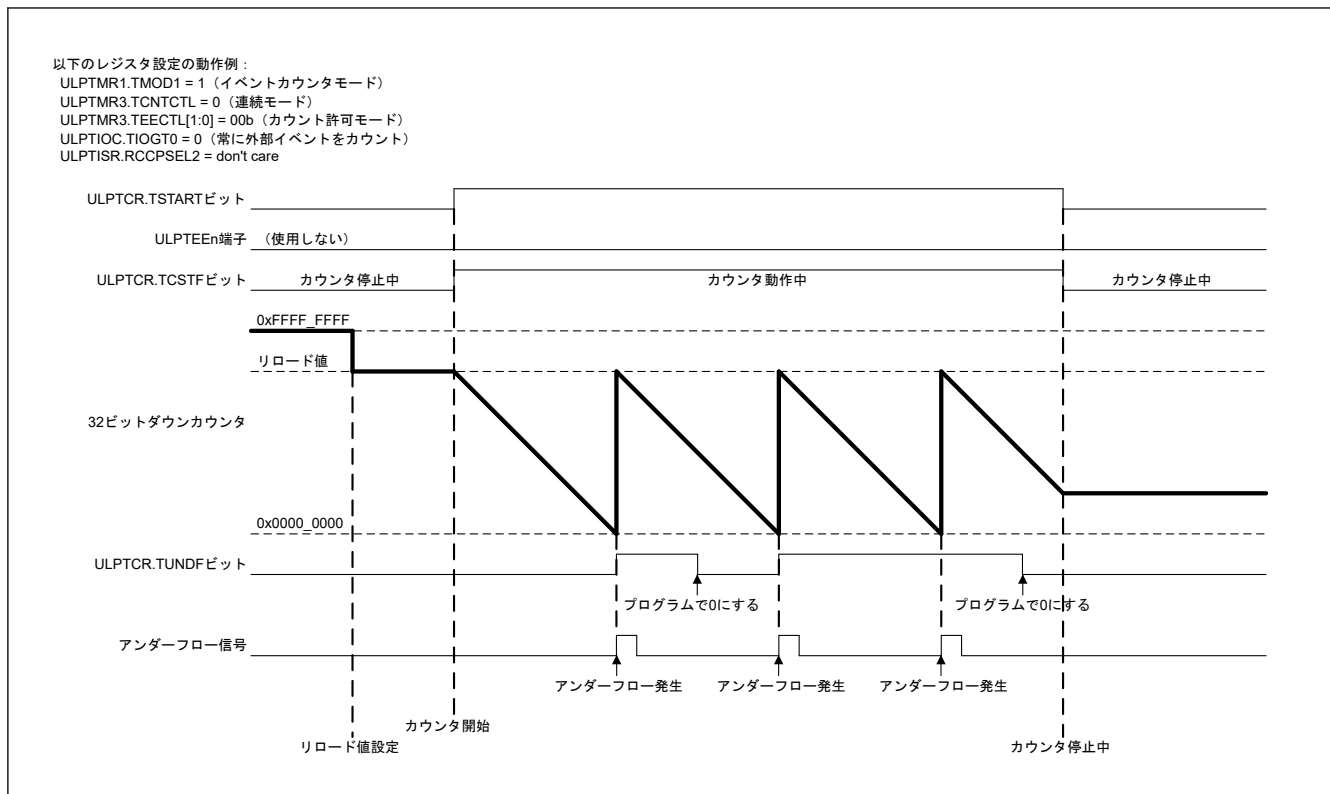 以下のレジスタ設定の動作例：
ULPTMR1.TMOD1 = 1（イベントカウンタモード）
ULPTMR3.TCNTCTL = 0（連続モード）
ULPTMR3.TEECTL[1:0] = 00b（カウント許可モード）
ULPTIOC.TIOGT0 = 0（常に外部イベントをカウント）
ULPTISR.RCCPSEL2 = don't care
ULPTCR.TSTARTビット
ULPTEEn端子 （使用しない）
ULPTCR.TCSTFビット カウンタ停止中 カウンタ動作中 カウンタ停止中
0xFFFF_FFFF
リロード値
32ビットダウンカウンタ
0x0000_0000
ULPTCR.TUNDFビット
プログラムで0にする プログラムで0にする
アンダーフロー信号
アンダーフロー発生 アンダーフロー発生 アンダーフロー発生
カウンタ開始
リロード値設定 カウンタ停止中